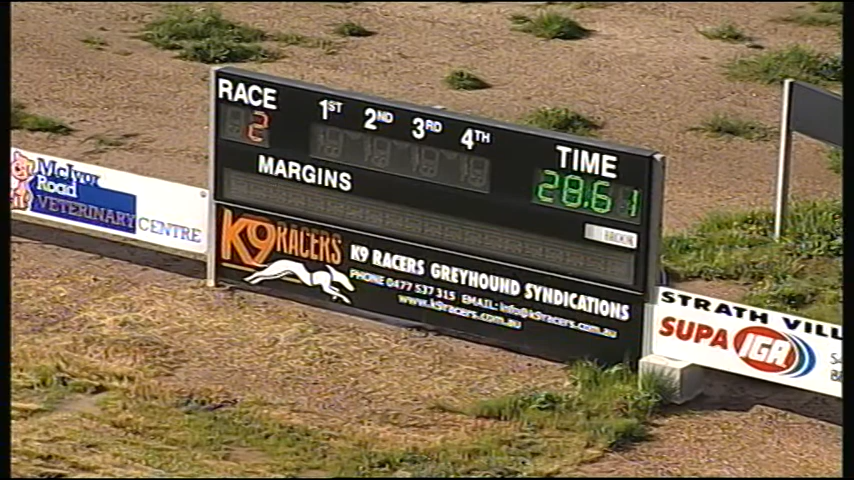 RACE 1ST 2ND 3RD 4TH
2
TIME
28.61
MARGINS
McIvor
Road
VETERINARY CENTRE
K9 RACERS
K9 RACERS GREYHOUND SYNDICATIONS
PHONE 0477 537 315 EMAIL: info@k9racers.com.au
www.k9racers.com.au
STRATH VILL
SUPA IGA